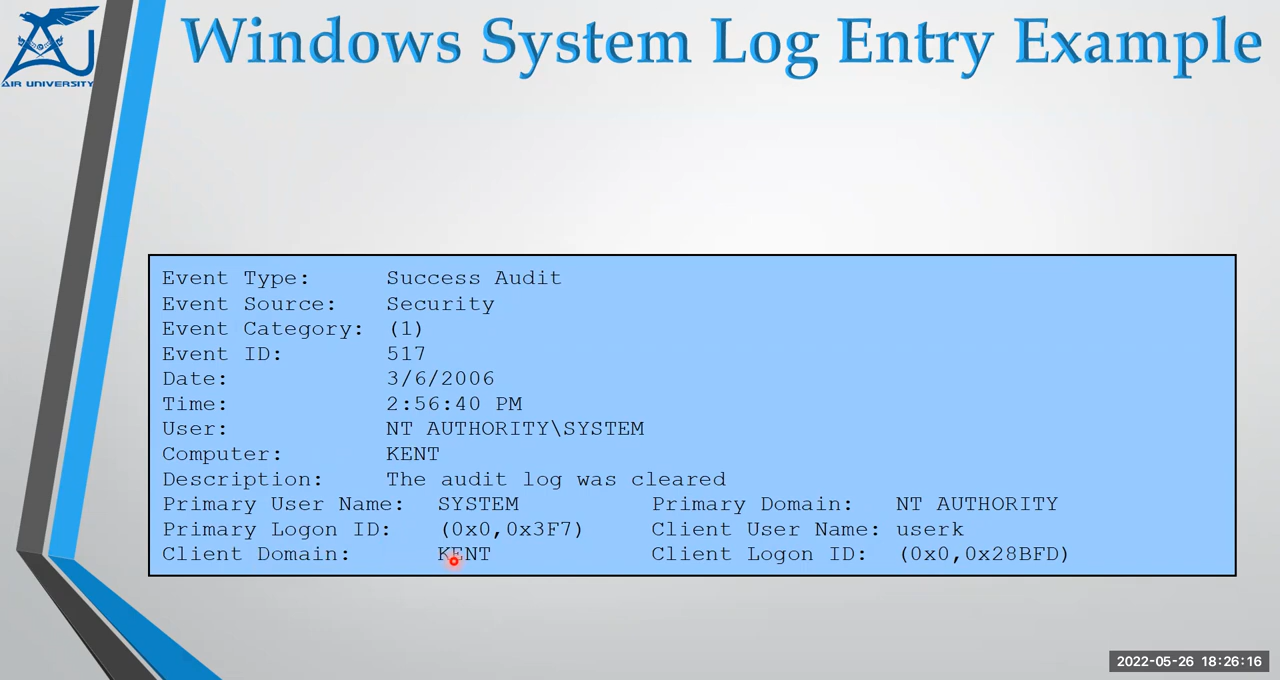 AIR UNIVERSITY
Windows System Log Entry Example
Event Type: Success Audit
Event Source: Security
Event Category: (1)
Event ID: 517
Date: 3/6/2006
Time: 2:56:40 PM
User: NT AUTHORITY\SYSTEM
Computer: KENT
Description: The audit log was cleared
Primary User Name: SYSTEM Primary Domain: NT AUTHORITY
Primary Logon ID: (0x0,0x3F7) Client User Name: userk
Client Domain: KENT Client Logon ID: (0x0,0x28BFD)
2022-05-26 18:26:16